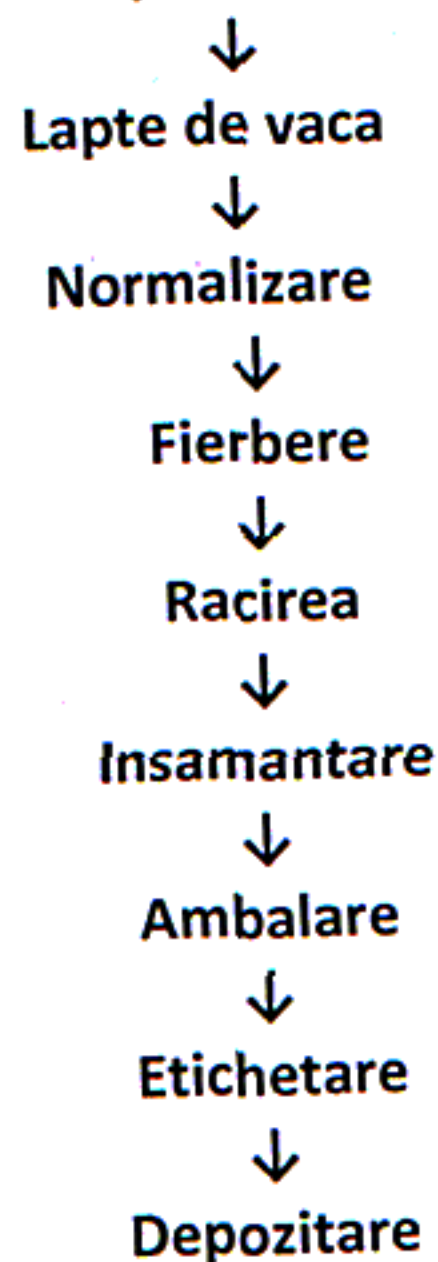 ↓
Lapte de vaca
↓
Normalizare
↓
Fierbere
↓
Racirea
↓
Insamantare
↓
Ambalare
↓
Etichetare
↓
Depozitare